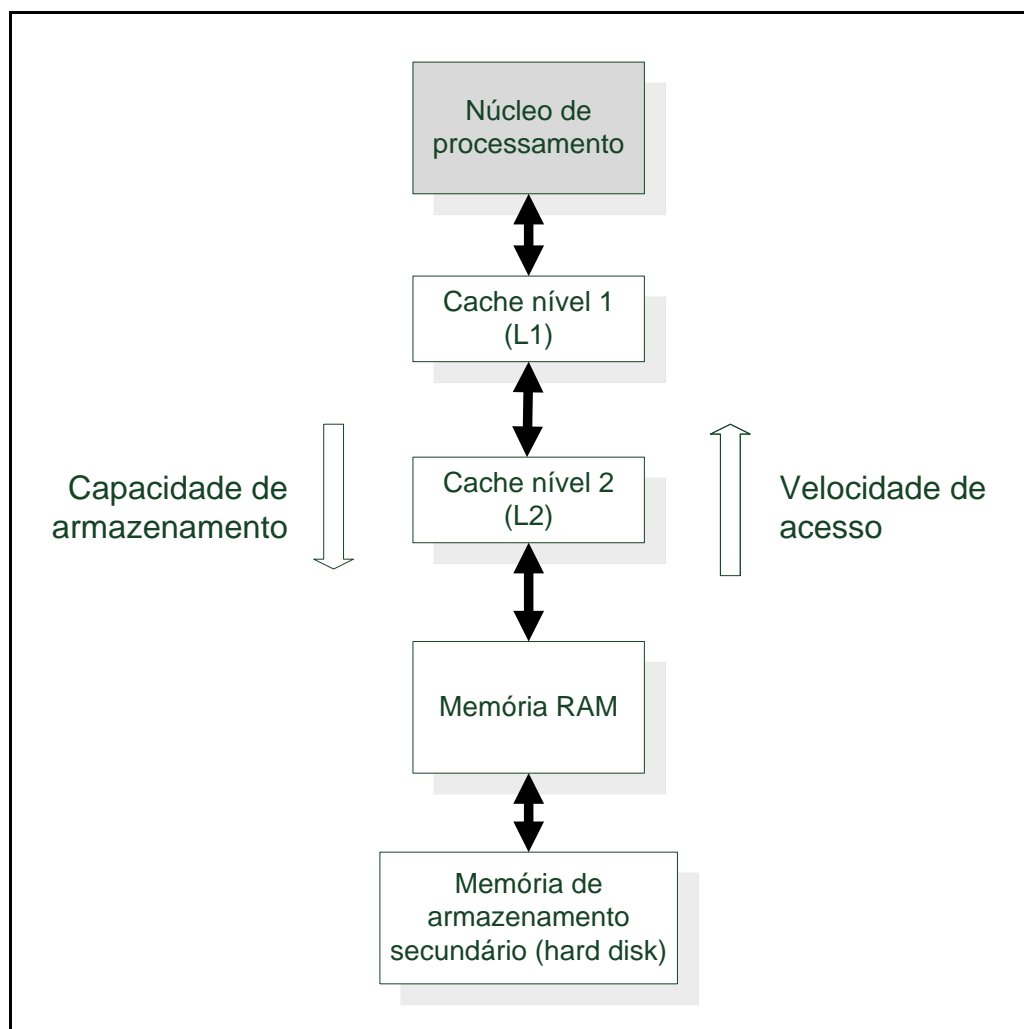 Núcleo de
processamento
Cache nível 1
(L1)
Capacidade de
armazenamento
Cache nível 2
(L2)
Velocidade de
acesso
Memória RAM
Memória de
armazenamento
secundário (hard disk)